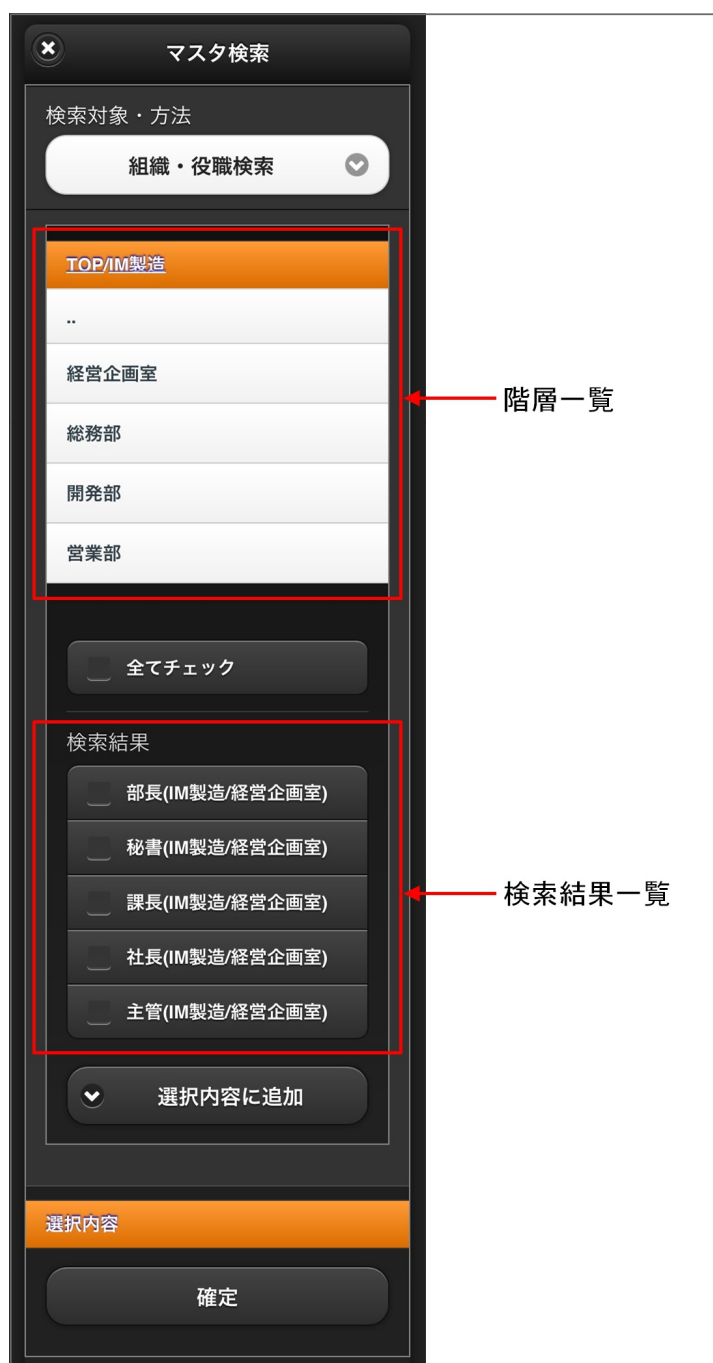 マスタ検索
検索対象・方法
組織・役職検索
TOP/IM製造
..
経営企画室
総務部
開発部
営業部
階層一覧
全てチェック
検索結果
部長(IM製造/経営企画室)
秘書(IM製造/経営企画室)
課長(IM製造/経営企画室)
社長(IM製造/経営企画室)
主管(IM製造/経営企画室)
検索結果一覧
選択内容に追加
選択内容
確定